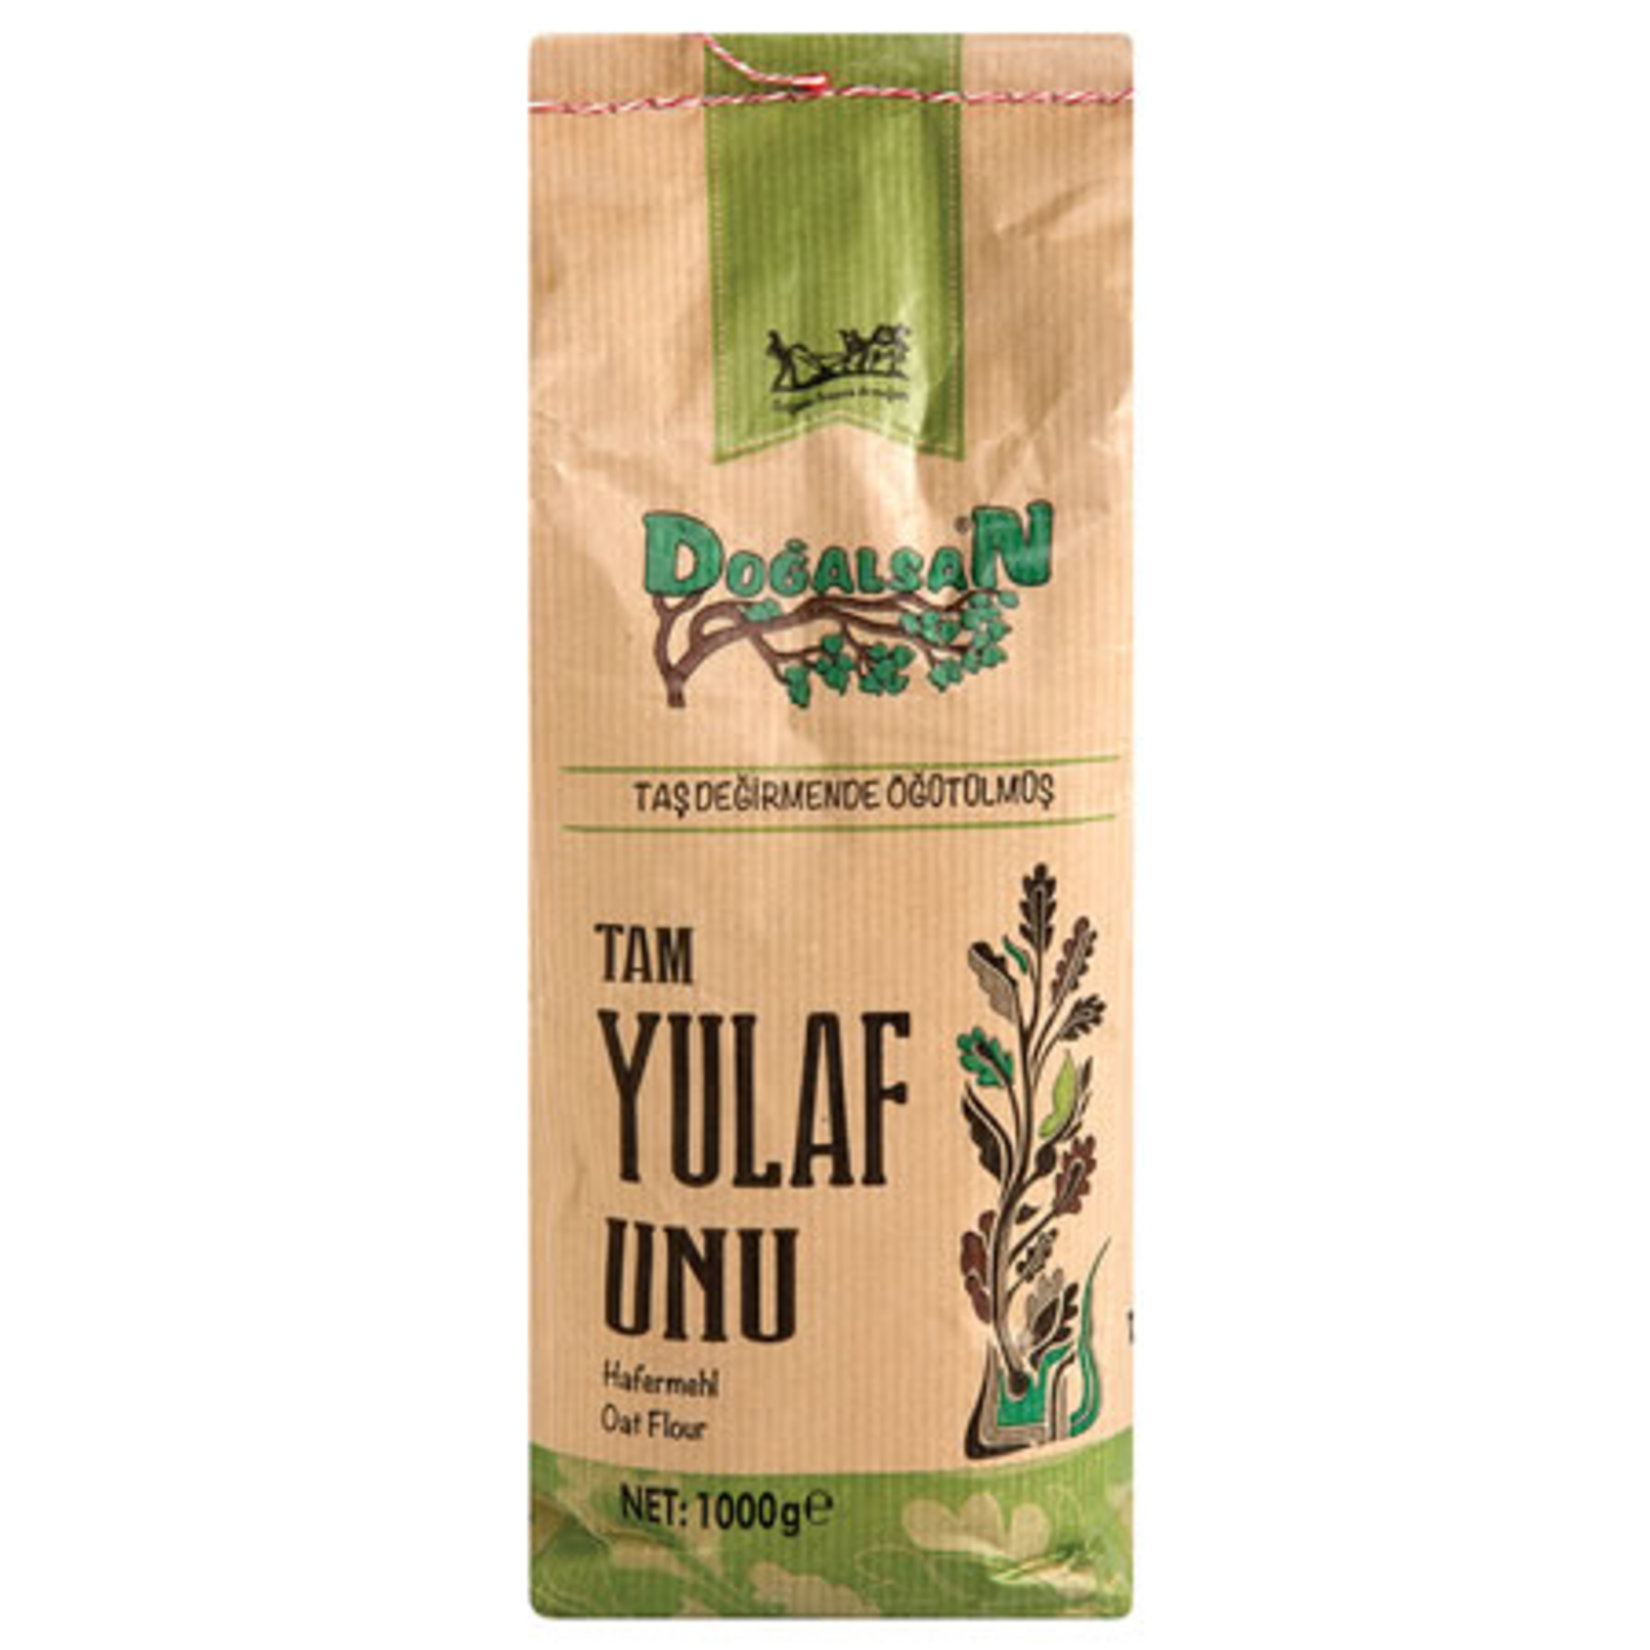 DOĞALSAN
®
TAŞ DEĞİRMENDE ÖĞÜTÜLMÜŞ
TAM
YULAF
UNU
Hafermehl
Oat Flour
NET: 1000g℮